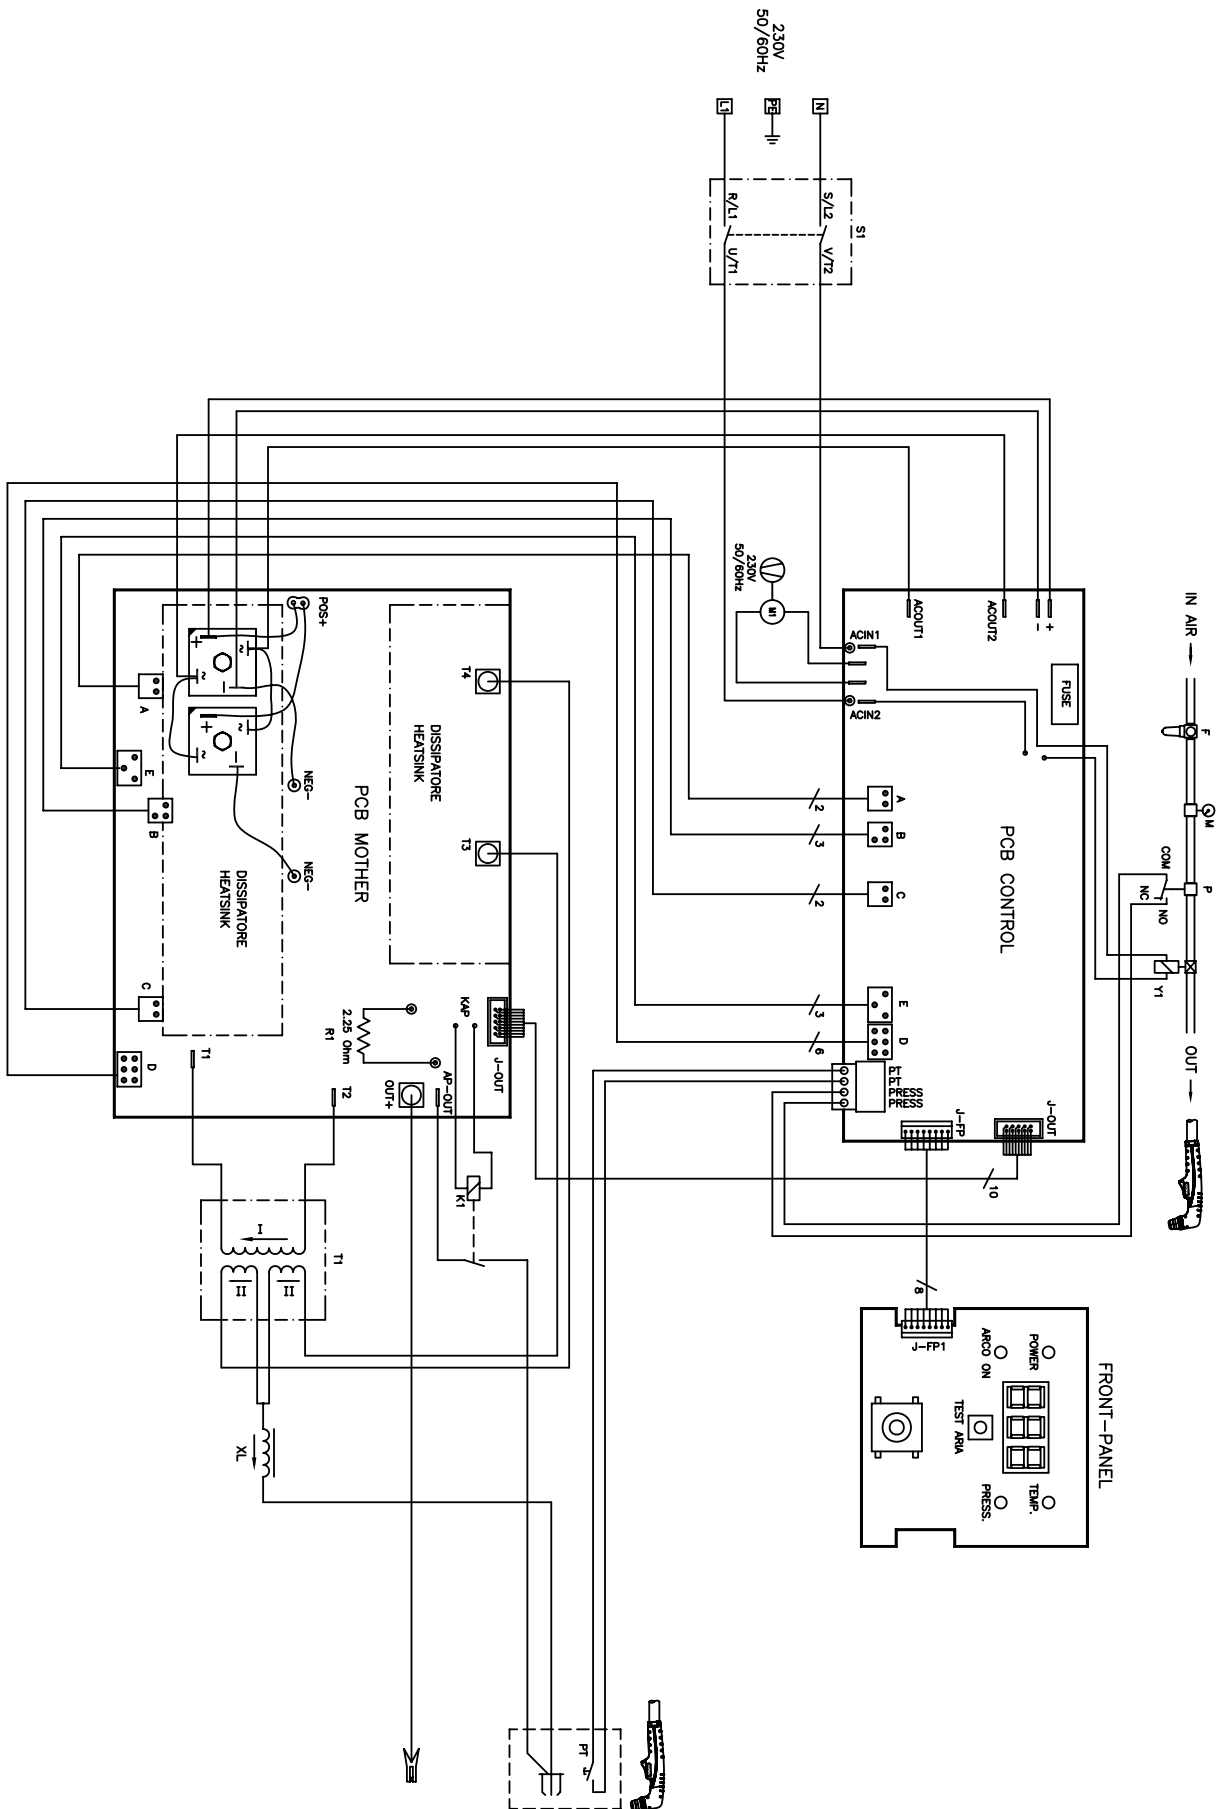 230V
50/60Hz
L1
PE
N
S1
R/L1
S/L2
U/T1
V/T2
IN AIR
F
M
P
COM
NC
NO
Y1
OUT
230V
50/60Hz
M1
ACOUT1
ACOUT2
-
+
FUSE
ACIN1
ACIN2
PCB CONTROL
A
B
C
E
D
2
3
2
3
6
PT
PT
PRESS
PRESS
J-FP
J-OUT
10
8
POS+
+
~
~
-
+
~
~
-
NEG-
NEG-
A
E
B
C
D
T4
T3
DISSIPATORE
HEATSINK
PCB MOTHER
DISSIPATORE
HEATSINK
KAP
J-OUT
2.25 Ohm
R1
T1
T2
OUT+
AP-OUT
K1
T1
I
II
II
XL
FRONT-PANEL
J-FP1
POWER
ARCO ON
TEST ARIA
TEMP.
PRESS.
PT